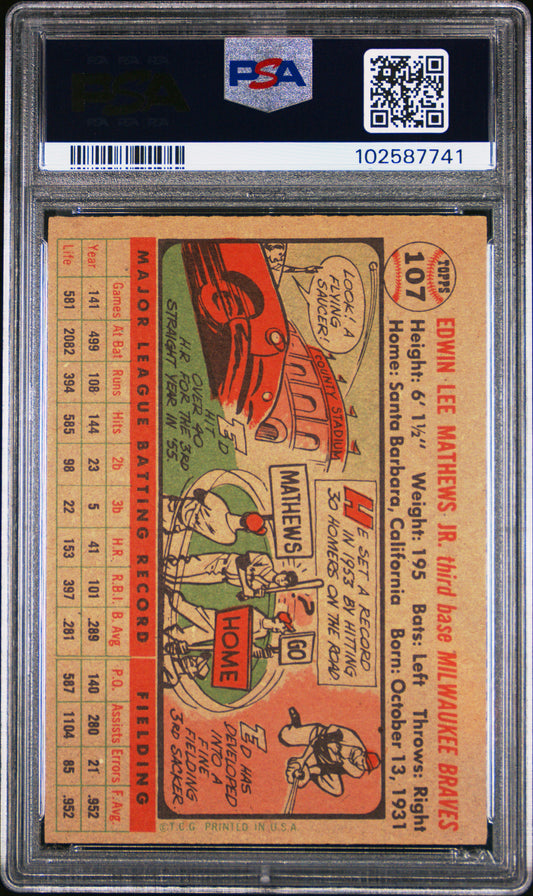 PSA
PSA
102587741
TOPPS
107
EDWIN LEE MATHEWS JR. third base MILWAUKEE BRAVES
Height: 6' 1½" Weight: 195 Bats: Left Throws: Right
Home: Santa Barbara, California Born: October 13, 1931
LOOK! A
FLYING
SAUCER!
COUNTY STADIUM
ED
HIT
OVER 40
H.R. FOR THE 3RD
STRAIGHT YEAR IN '55.
HE SET A RECORD
IN 1953 BY HITTING
30 HOMERS ON THE ROAD
MATHEWS
GO
HOME
ED HAS
DEVELOPED
INTO A
FINE
FIELDING
3RD SACKER.
MAJOR LEAGUE BATTING RECORD FIELDING
Games At Bat Runs Hits 2b 3b H.R. R.B.I. B. Avg P.O. Assists Errors F. Avg.
Year 141 499 108 144 23 5 41 101 .289 140 280 21 .952
Life 581 2082 394 585 98 22 153 397 .281 587 1104 85 .952
© T.C.G. PRINTED IN U.S.A.